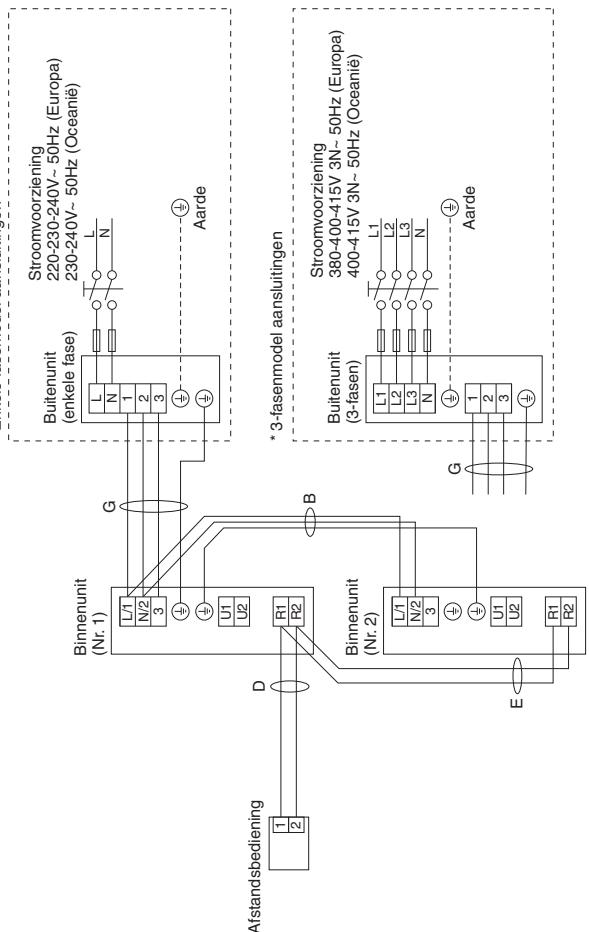 Stroomvoorziening
220-230-240V~ 50Hz (Europa)
230-240V~ 50Hz (Oceanië)
Buitenunit
(enkele fase)
L
N
L
N
1
2
3
Aarde
G
Binnenunit
(Nr. 1)
L/1
N/2
3
U1
U2
R1
R2
D
B
Afstandsbediening
1
2
* 3-fasenmodel aansluitingen
Stroomvoorziening
380-400-415V 3N~ 50Hz (Europa)
400-415V 3N~ 50Hz (Oceanië)
Buitenunit
(3-fasen)
L1
L2
L3
N
L1
L2
L3
N
Aarde
1
2
3
G
Binnenunit
(Nr. 2)
L/1
N/2
3
U1
U2
R1
R2
E